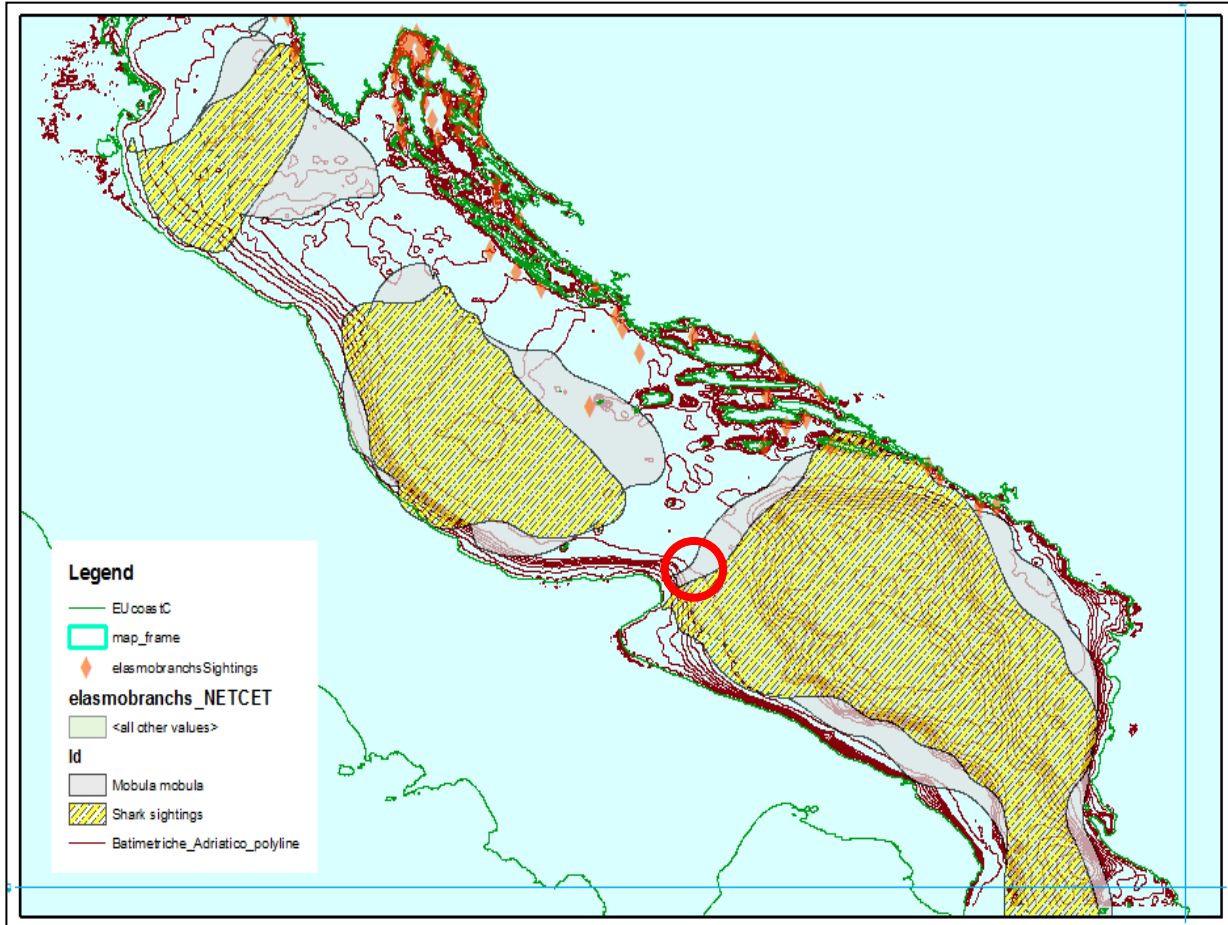 Legend
EUcoastC
map_frame
elasmobranchsSightings
elasmobranchs_NETCET
<all other values>
Id
Mobula mobula
Shark sightings
Batimetriche_Adriatico_polyline